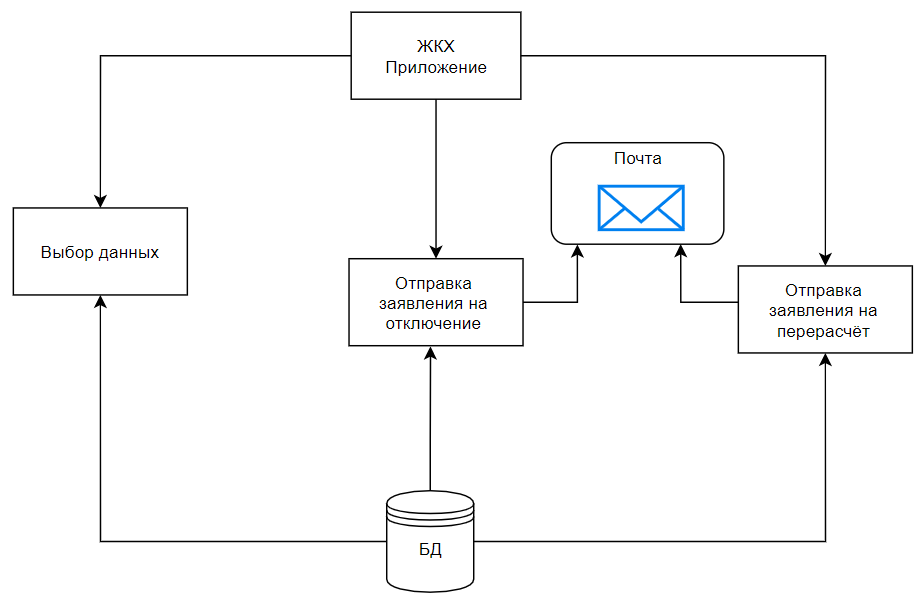 ЖКХ
Приложение
Почта
Выбор данных
Отправка
заявления на
отключение
Отправка
заявления на
перерасчёт
БД